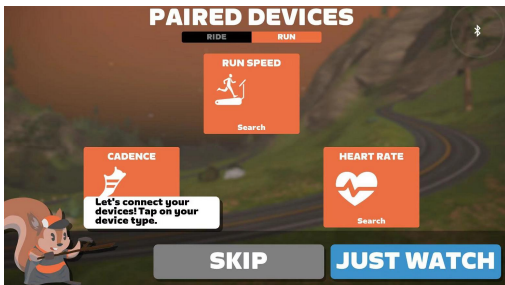 PAIRED DEVICES
RIDE RUN
RUN SPEED
Search
CADENCE
HEART RATE
Let's connect your
devices! Tap on your
device type.
Search
SKIP
JUST WATCH